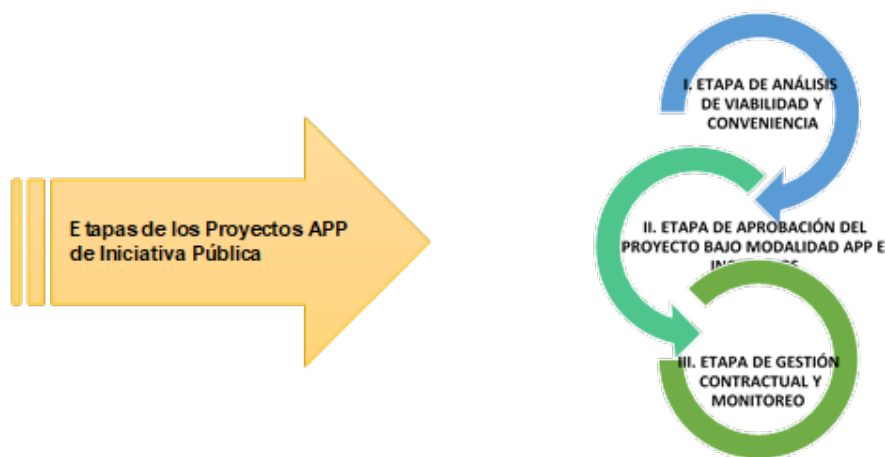 Etapas de los Proyectos APP
de Iniciativa Pública
I. ETAPA DE ANÁLISIS
DE VIABILIDAD Y
CONVENIENCIA
II. ETAPA DE APROBACIÓN DEL
PROYECTO BAJO MODALIDAD APP E
III. ETAPA DE GESTIÓN
CONTRACTUAL Y
MONITOREO